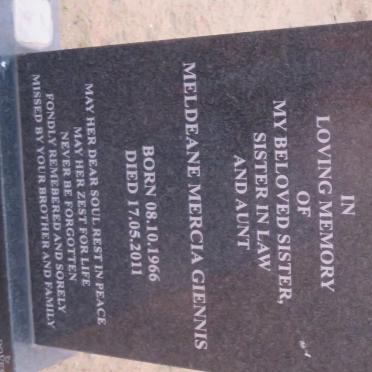 IN
LOVING MEMORY
OF
MY BELOVED SISTER,
SISTER IN LAW
AND AUNT
MELDEANE MERCIA GIENNIS
BORN 08.10.1966
DIED 17.05.2011
MAY HER DEAR SOUL REST IN PEACE
MAY HER ZEST FOR LIFE
NEVER BE FORGOTTEN
FONDLY REMEBERED AND SORELY
MISSED BY YOUR BROTHER AND FAMILY